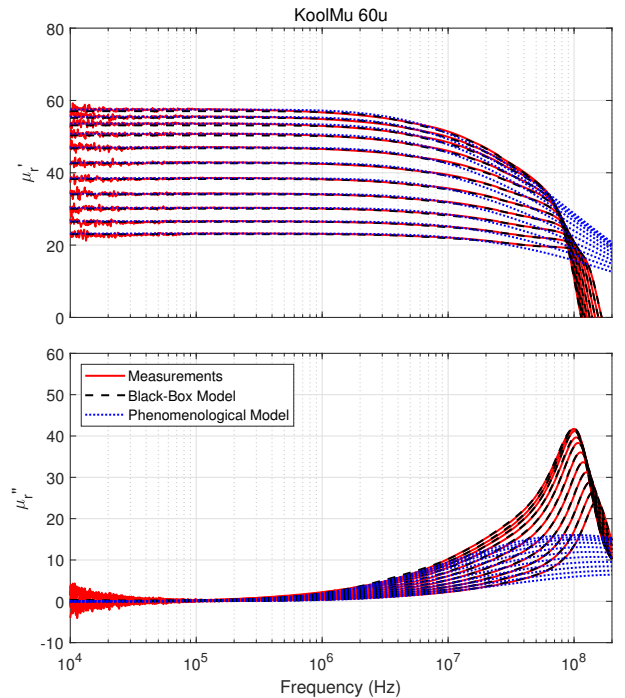 KoolMu 60u
80
60
40
20
0
μr'
60
50
40
30
20
10
0
-10
μr''
Measurements
Black-Box Model
Phenomenological Model
10^4
10^5
10^6
10^7
10^8
Frequency (Hz)